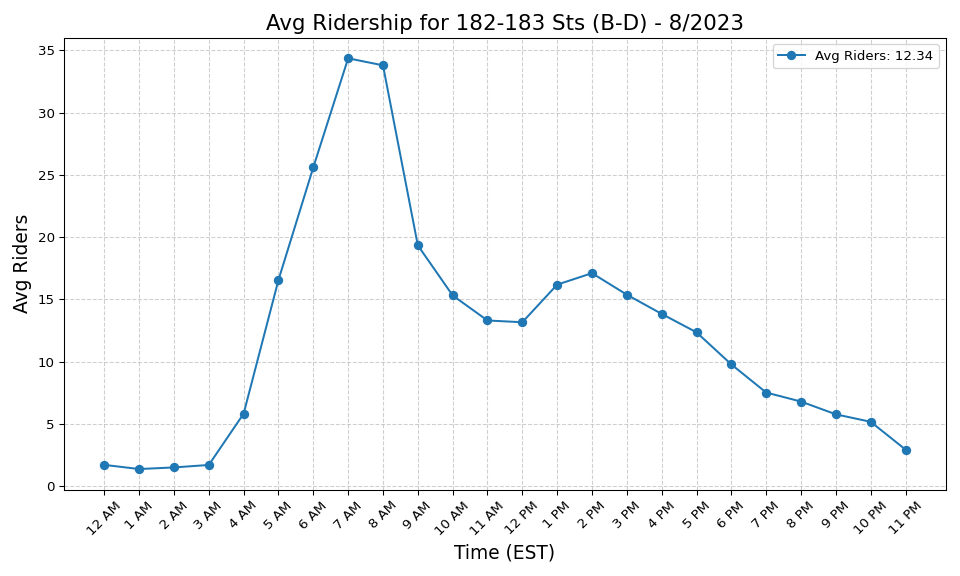 Avg Ridership for 182-183 Sts (B-D) - 8/2023
Avg Riders: 12.34
Avg Riders
35
30
25
20
15
10
5
0
12 AM
1 AM
2 AM
3 AM
4 AM
5 AM
6 AM
7 AM
8 AM
9 AM
10 AM
11 AM
12 PM
1 PM
2 PM
3 PM
4 PM
5 PM
6 PM
7 PM
8 PM
9 PM
10 PM
11 PM
Time (EST)